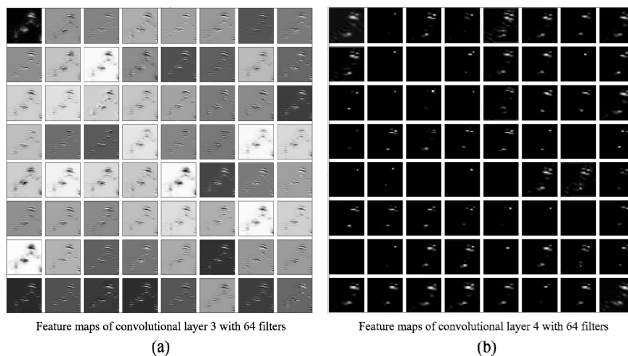 Feature maps of convolutional layer 3 with 64 filters
(a)
Feature maps of convolutional layer 4 with 64 filters
(b)